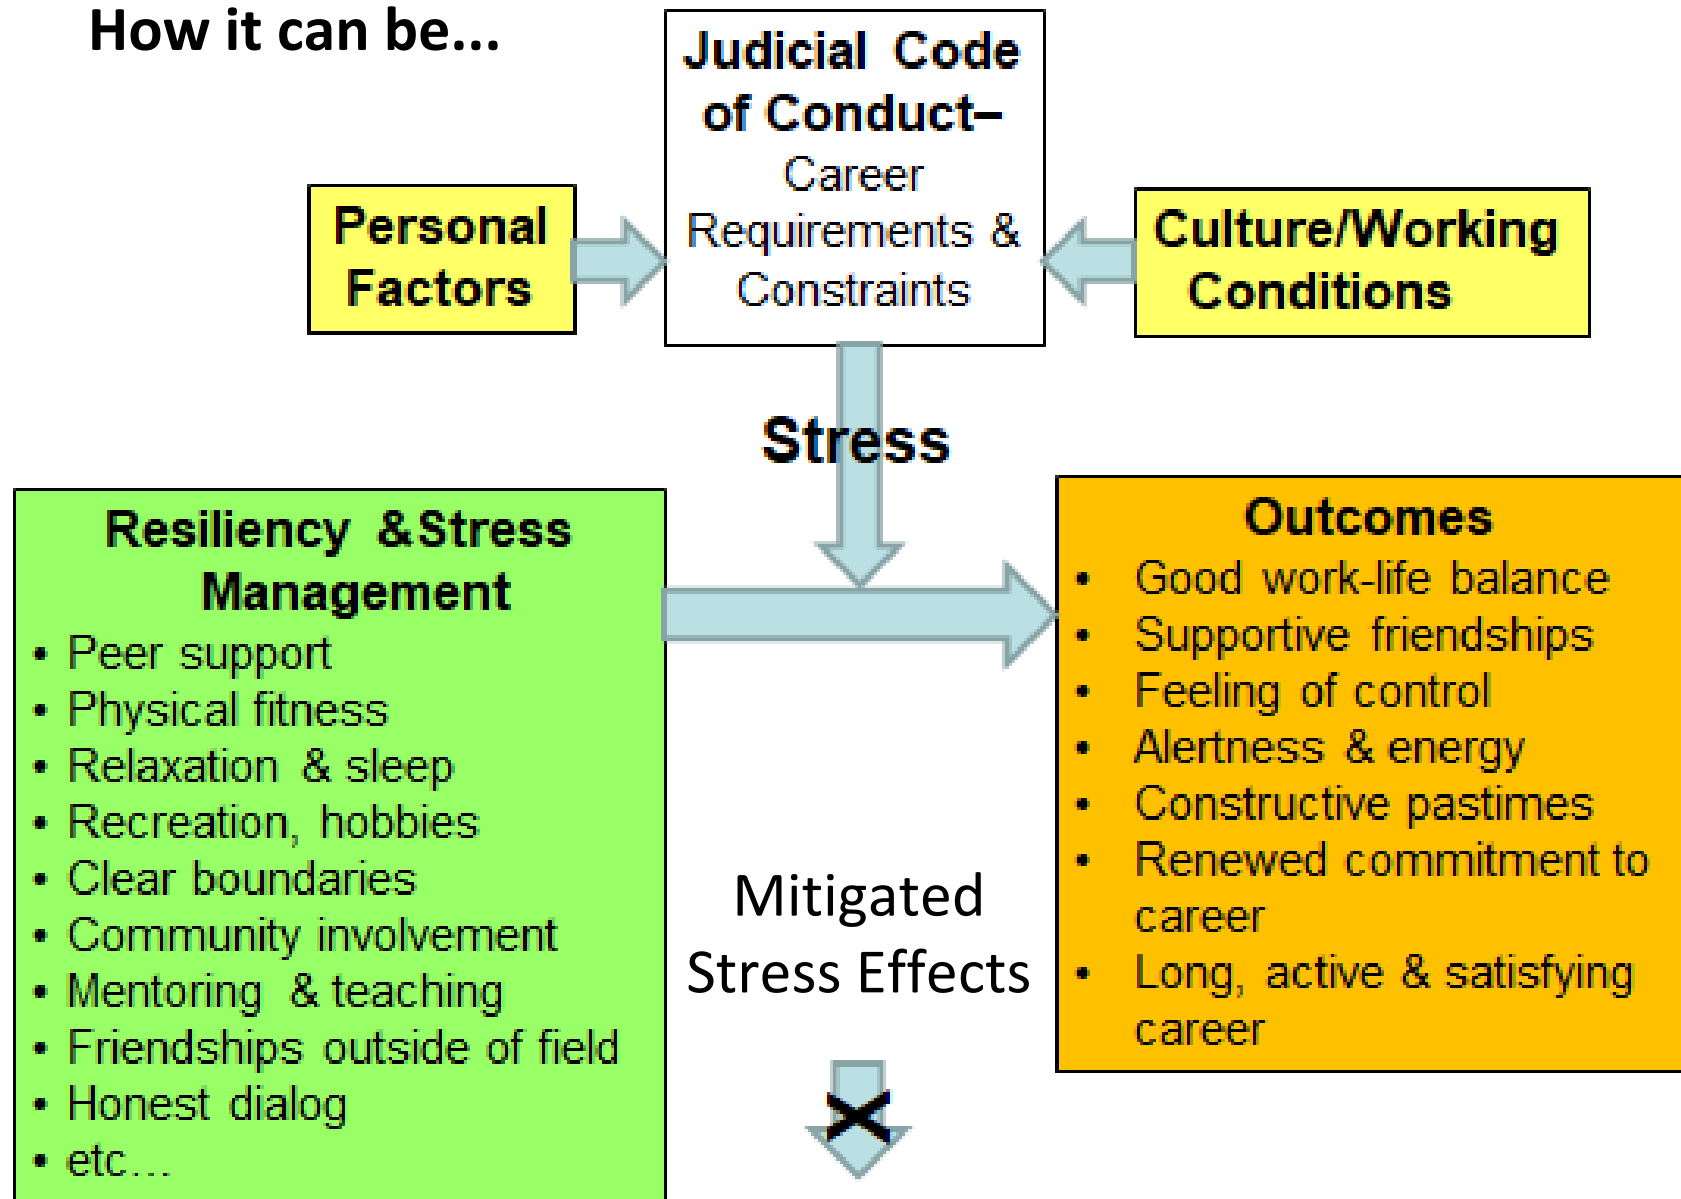 How it can be...
Judicial Code
of Conduct–
Career
Requirements &
Constraints
Personal
Factors
Culture/Working
Conditions
Stress
Resiliency &Stress
Management
• Peer support
• Physical fitness
• Relaxation & sleep
• Recreation, hobbies
• Clear boundaries
• Community involvement
• Mentoring & teaching
• Friendships outside of field
• Honest dialog
• etc...
Mitigated
Stress Effects
X
Outcomes
• Good work-life balance
• Supportive friendships
• Feeling of control
• Alertness & energy
• Constructive pastimes
• Renewed commitment to
career
• Long, active & satisfying
career